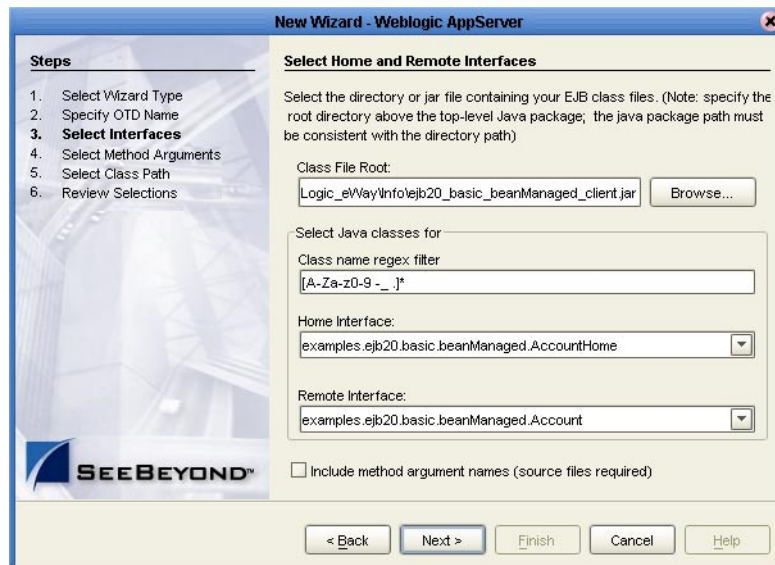 New Wizard - Weblogic AppServer
Steps
1. Select Wizard Type
2. Specify OTD Name
3. Select Interfaces
4. Select Method Arguments
5. Select Class Path
6. Review Selections
SEEBEYOND™
Select Home and Remote Interfaces
Select the directory or jar file containing your EJB class files. (Note: specify the
root directory above the top-level Java package; the java package path must
be consistent with the directory path)
Class File Root:
Logic_eWay\Info\ejb20_basic_beanManaged_client.jar
Browse...
Select Java classes for
Class name regex filter
[A-Za-z0-9 -_ .]*
Home Interface:
examples.ejb20.basic.beanManaged.AccountHome
Remote Interface:
examples.ejb20.basic.beanManaged.Account
Include method argument names (source files required)
< Back
Next >
Finish
Cancel
Help